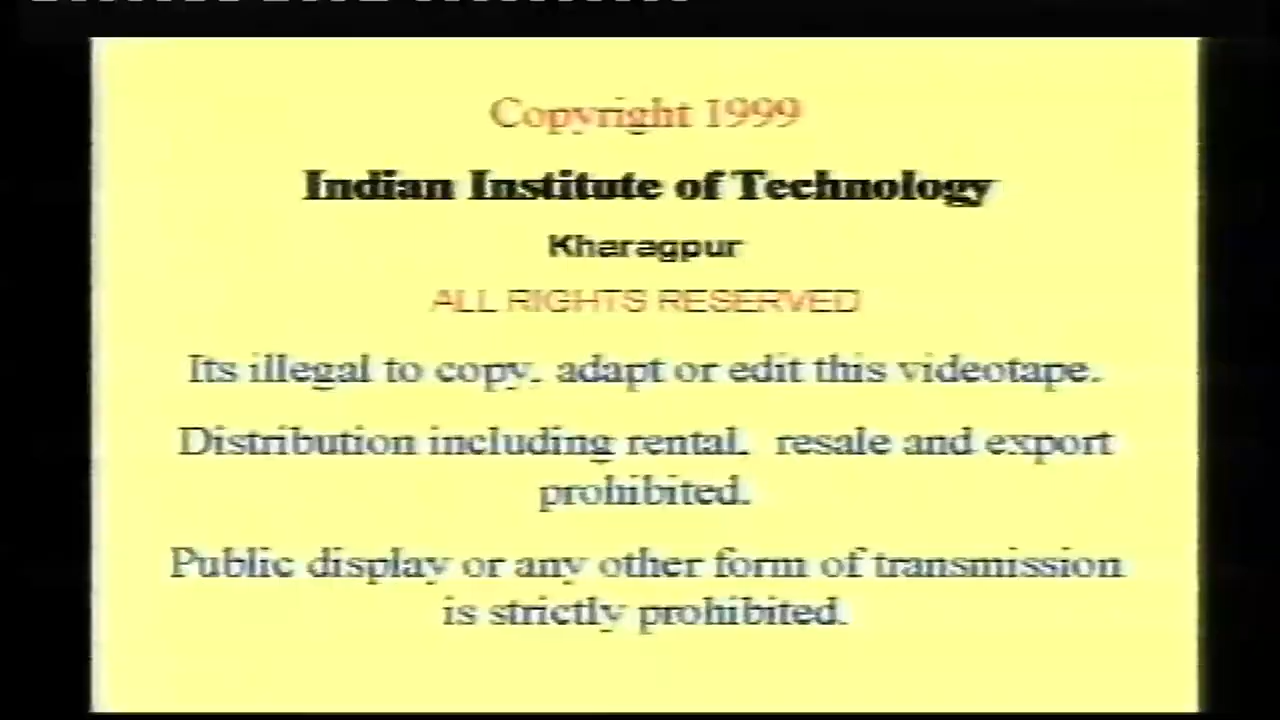 Copyright 1999
Indian Institute of Technology
Kharagpur
ALL RIGHTS RESERVED
Its illegal to copy, adapt or edit this videotape.
Distribution including rental, resale and export
prohibited.
Public display or any other form of transmission
is strictly prohibited.